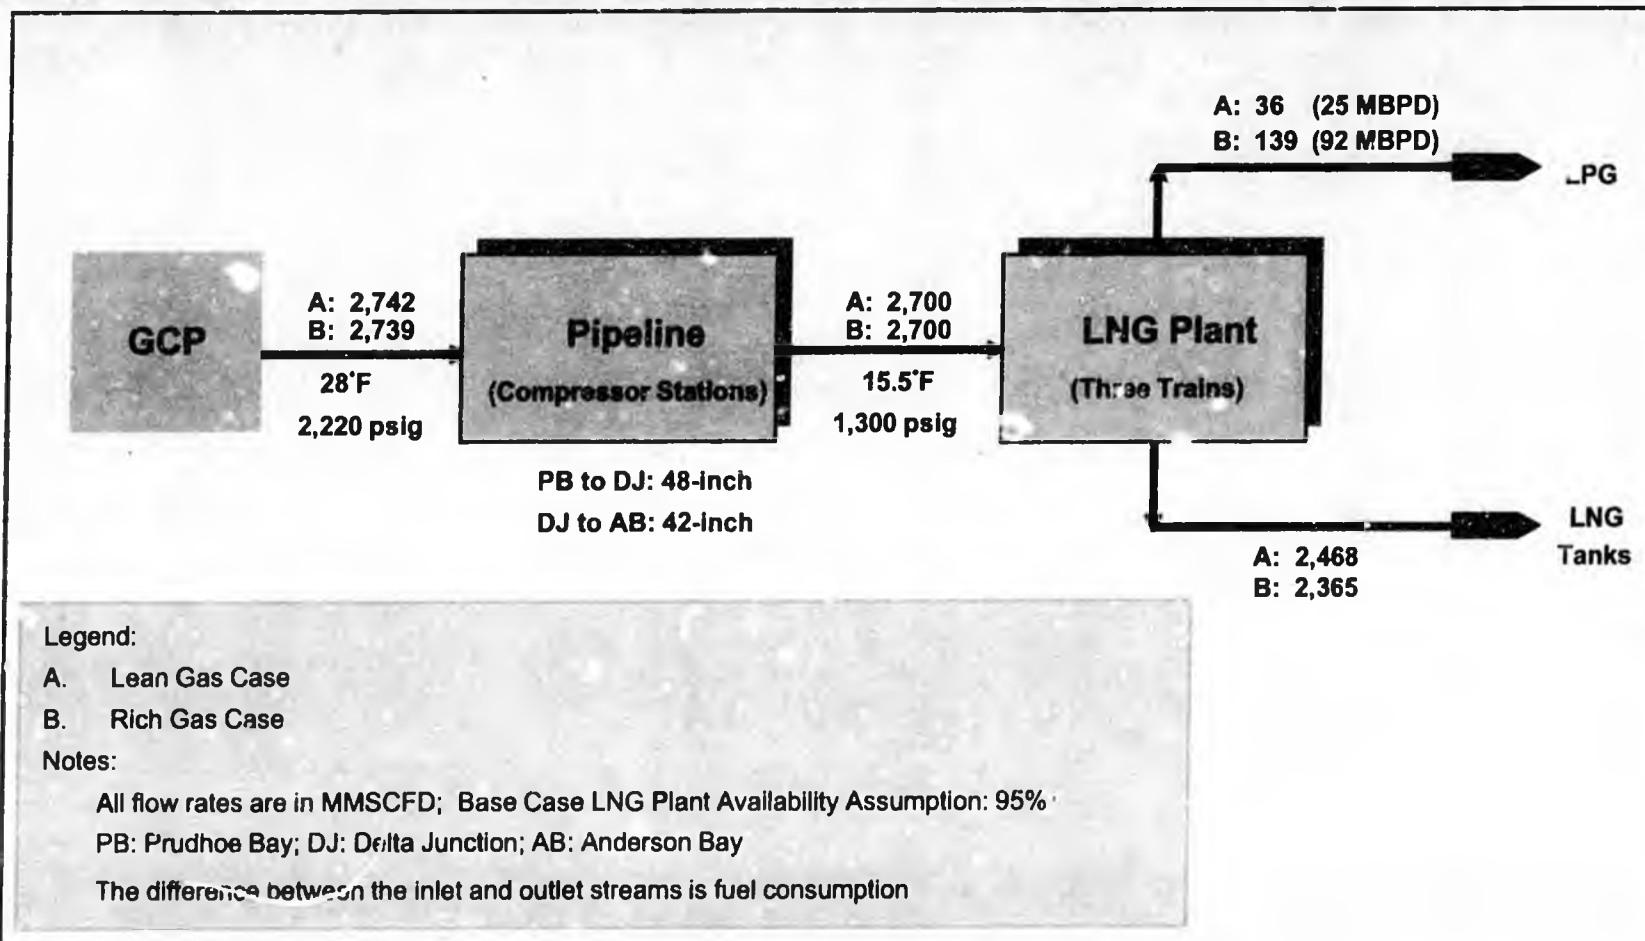 A: 36 (25 MBPD)
B: 139 (92 MBPD)
LPG
GCP
A: 2,742
B: 2,739
28°F
2,220 psig
Pipeline
(Compressor Stations)
A: 2,700
B: 2,700
15.5°F
1,300 psig
LNG Plant
(Three Trains)
PB to DJ: 48-inch
DJ to AB: 42-inch
LNG
Tanks
A: 2,468
B: 2,365
Legend:
A. Lean Gas Case
B. Rich Gas Case
Notes:
All flow rates are in MMSCFD; Base Case LNG Plant Availability Assumption: 95%
PB: Prudhoe Bay; DJ: Delta Junction; AB: Anderson Bay
The difference between the inlet and outlet streams is fuel consumption